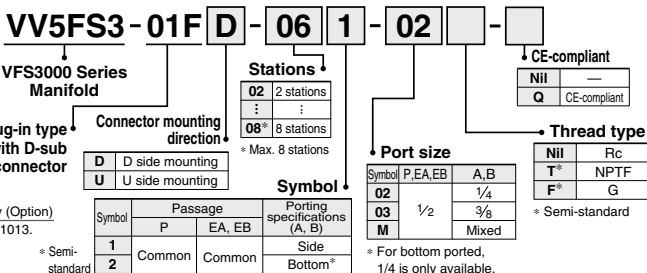 VV5FS3-01F D - 06 1 - 02 -
VFS3000 Series
Manifold
ug-in type
with D-sub
connector
Connector mounting
direction
D D side mounting
U U side mounting
Stations
02 2 stations
⋮ ⋮
08* 8 stations
* Max. 8 stations
CE-compliant
Nil —
Q CE-compliant
Thread type
Nil Rc
T* NPTF
F* G
* Semi-standard
Port size
Symbol P,EA,EB A,B
02 1/2 1/4
03 3/8
M Mixed
* For bottom ported,
1/4 is only available.
Symbol
Symbol Passage Porting specifications (A, B)
P EA, EB
1 Common Common Side
2 Bottom*
* Semi-
standard
y (Option)
1013.